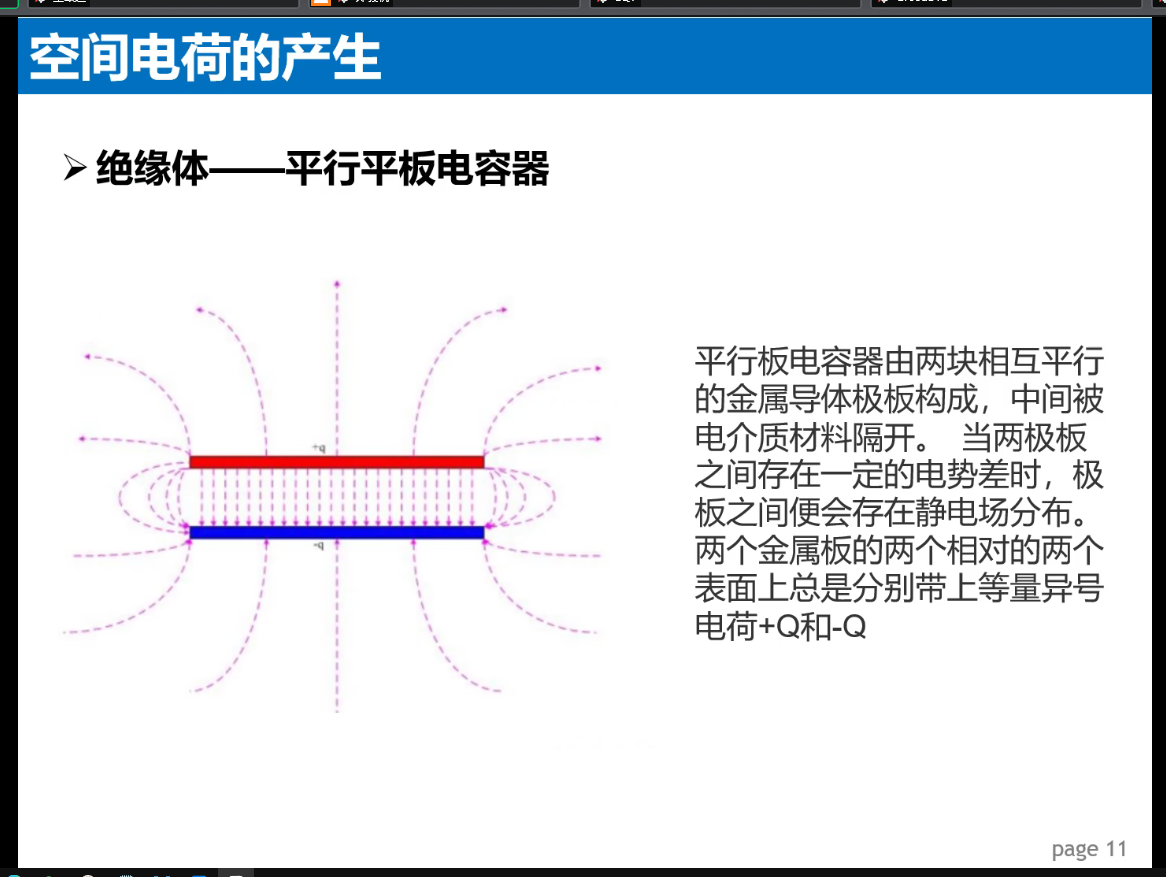 空间电荷的产生
绝缘体——平行平板电容器
+q
-q
平行板电容器由两块相互平行
的金属导体极板构成，中间被
电介质材料隔开。 当两极板
之间存在一定的电势差时，极
板之间便会存在静电场分布。
两个金属板的两个相对的两个
表面上总是分别带上等量异号
电荷+Q和-Q
page 11